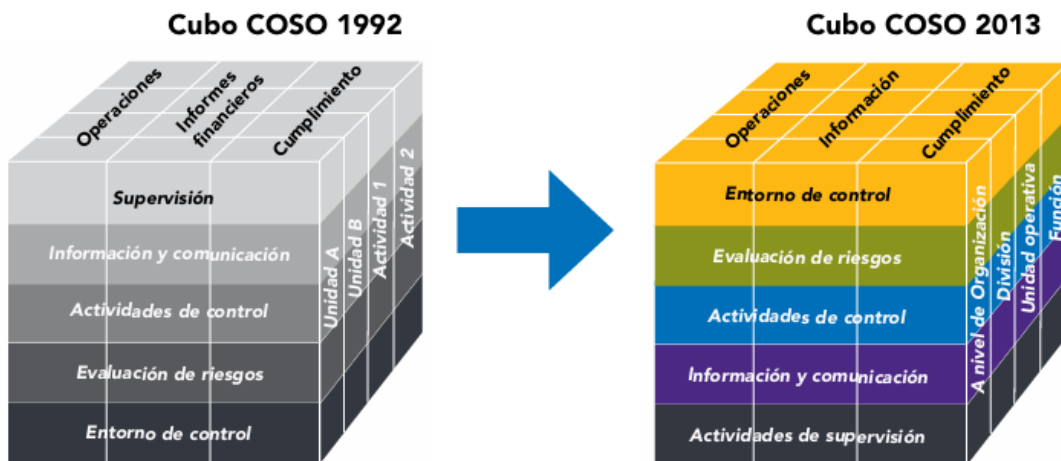 Cubo COSO 1992
Operaciones
Informes
financieros
Cumplimiento
Supervisión
Información y comunicación
Actividades de control
Evaluación de riesgos
Entorno de control
Unidad A
Unidad B
Actividad 1
Actividad 2
Cubo COSO 2013
Operaciones
Información
Cumplimiento
Entorno de control
Evaluación de riesgos
Actividades de control
Información y comunicación
Actividades de supervisión
A nivel de Organización
División
Unidad operativa
Función